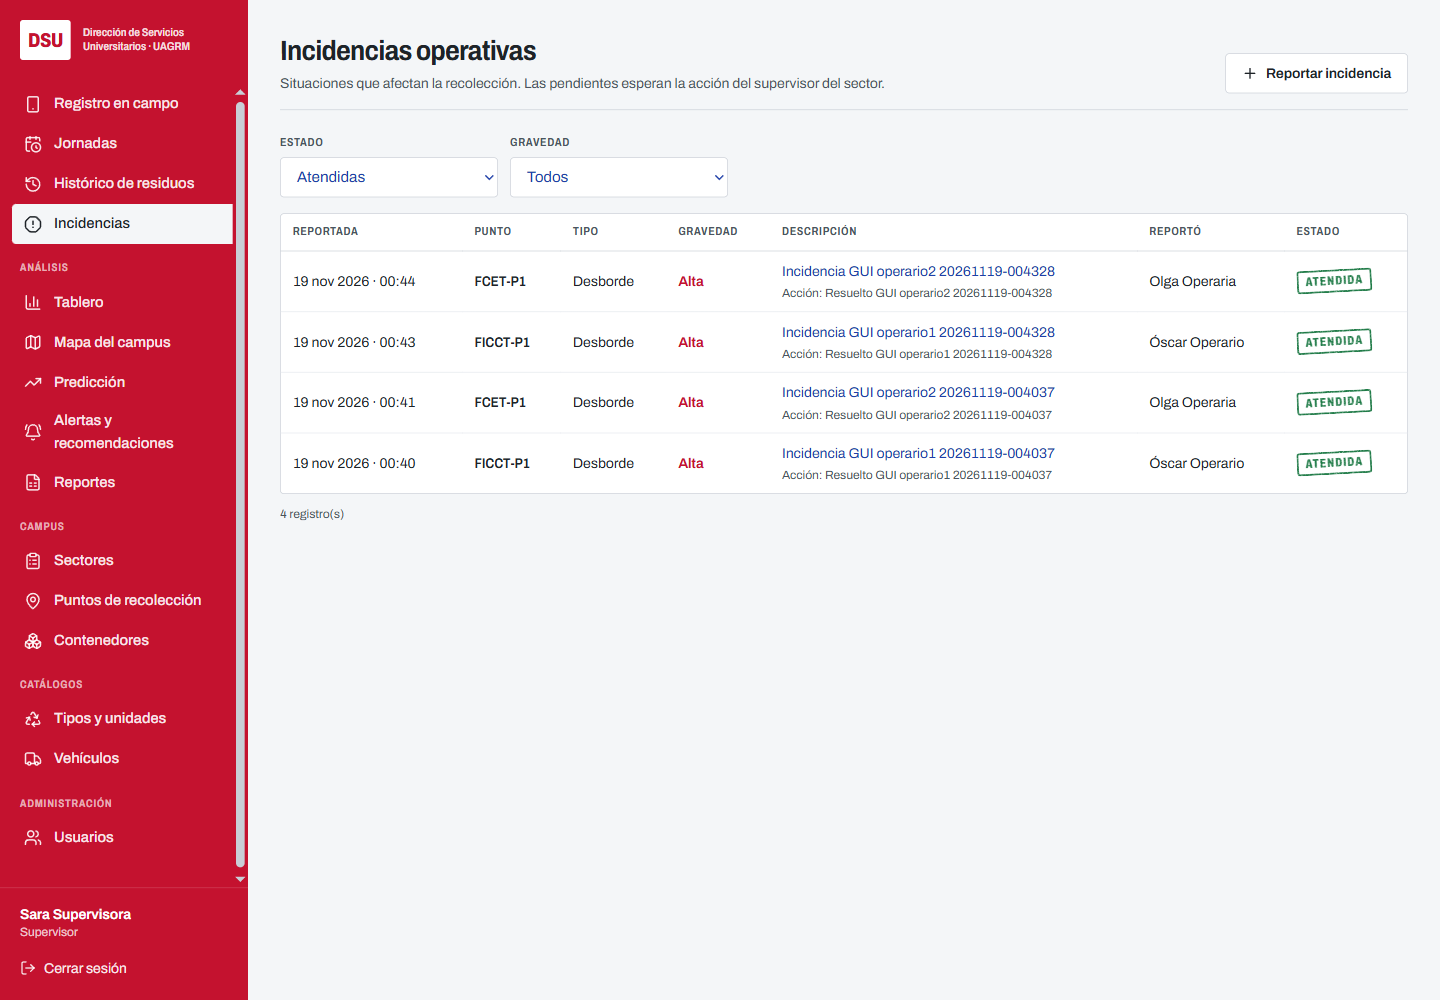 DSU
Dirección de Servicios
Universitarios · UAGRM
Registro en campo
Jornadas
Histórico de residuos
Incidencias
ANÁLISIS
Tablero
Mapa del campus
Predicción
Alertas y
recomendaciones
Reportes
CAMPUS
Sectores
Puntos de recolección
Contenedores
CATÁLOGOS
Tipos y unidades
Vehículos
ADMINISTRACIÓN
Usuarios
Sara Supervisora
Supervisor
Cerrar sesión
Incidencias operativas
Situaciones que afectan la recolección. Las pendientes esperan la acción del supervisor del sector.
Reportar incidencia
ESTADO GRAVEDAD
Atendidas Todos
REPORTADA PUNTO TIPO GRAVEDAD DESCRIPCIÓN REPORTÓ ESTADO
19 nov 2026 · 00:44 FCET-P1 Desborde Alta Incidencia GUI operario2 20261119-004328 Olga Operaria ATENDIDA
Acción: Resuelto GUI operario2 20261119-004328
19 nov 2026 · 00:43 FICCT-P1 Desborde Alta Incidencia GUI operario1 20261119-004328 Óscar Operario ATENDIDA
Acción: Resuelto GUI operario1 20261119-004328
19 nov 2026 · 00:41 FCET-P1 Desborde Alta Incidencia GUI operario2 20261119-004037 Olga Operaria ATENDIDA
Acción: Resuelto GUI operario2 20261119-004037
19 nov 2026 · 00:40 FICCT-P1 Desborde Alta Incidencia GUI operario1 20261119-004037 Óscar Operario ATENDIDA
Acción: Resuelto GUI operario1 20261119-004037
4 registro(s)